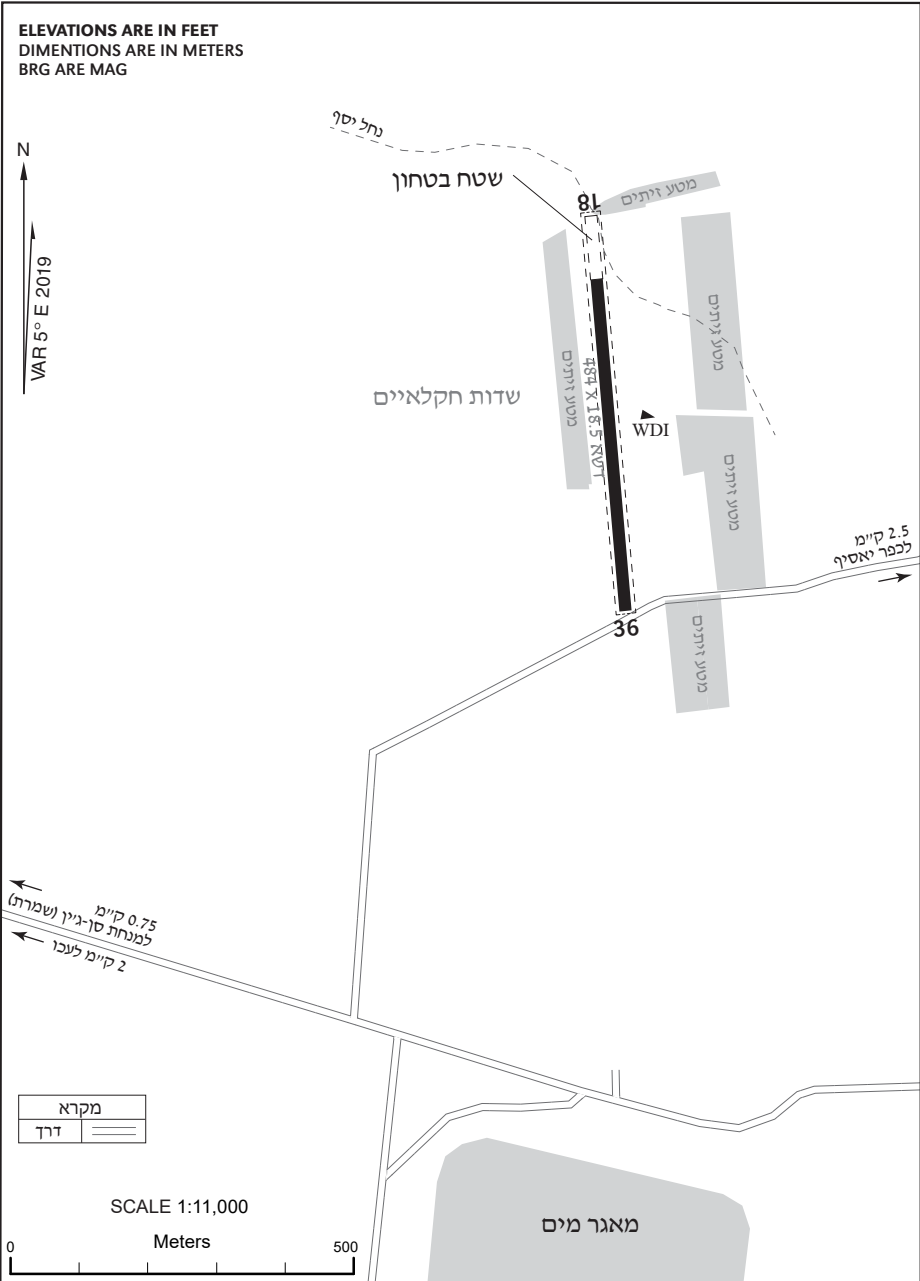 ELEVATIONS ARE IN FEET
DIMENTIONS ARE IN METERS
BRG ARE MAG
N
VAR 5° E 2019
נחל יסף
שטח בטחון
18
מטע זיתים
מטע זיתים
מטע זיתים
שדות חקלאיים
דשא 18.5 X 484
WDI
מטע זיתים
2.5 ק״מ
לכפר יאסיף
36
מטע זיתים
0.75 ק״מ
למנחת סן-ג׳ין (שמרת)
2 ק״מ לעכו
מקרא
דרך
SCALE 1:11,000
Meters
0
500
מאגר מים